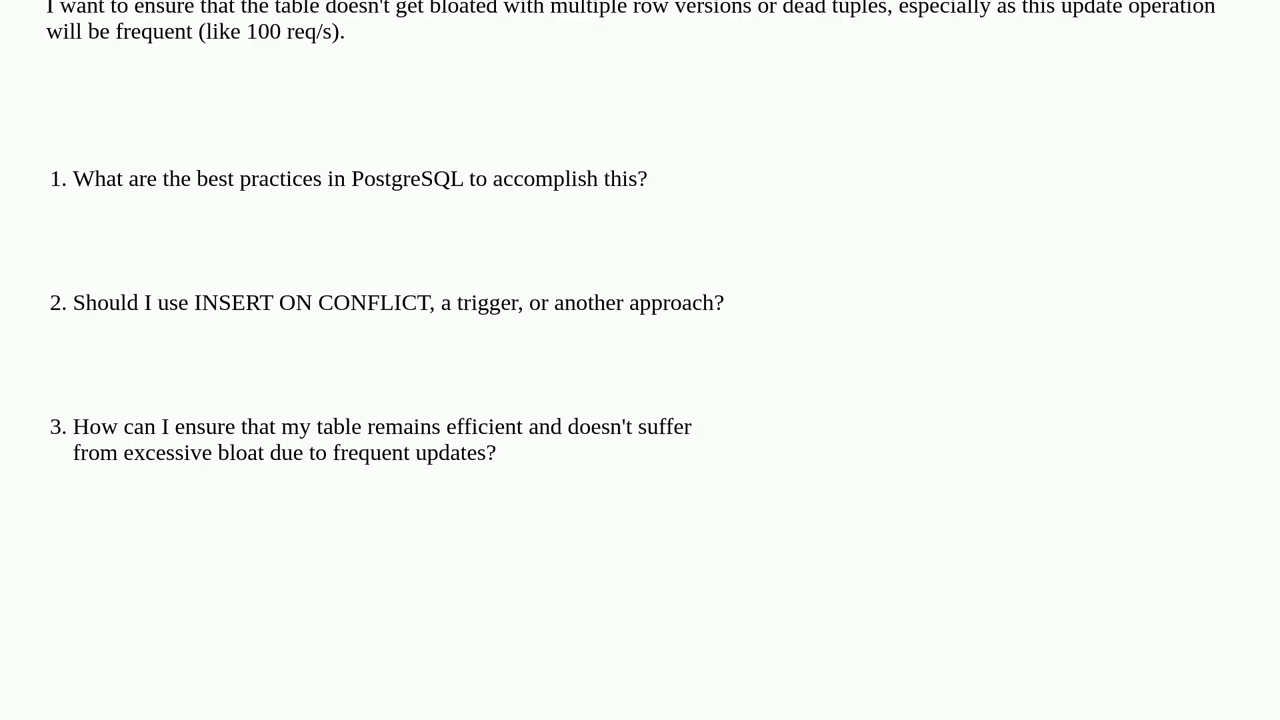 I want to ensure that the table doesn't get bloated with multiple row versions or dead tuples, especially as this update operation
will be frequent (like 100 req/s).
1. What are the best practices in PostgreSQL to accomplish this?
2. Should I use INSERT ON CONFLICT, a trigger, or another approach?
3. How can I ensure that my table remains efficient and doesn't suffer
from excessive bloat due to frequent updates?